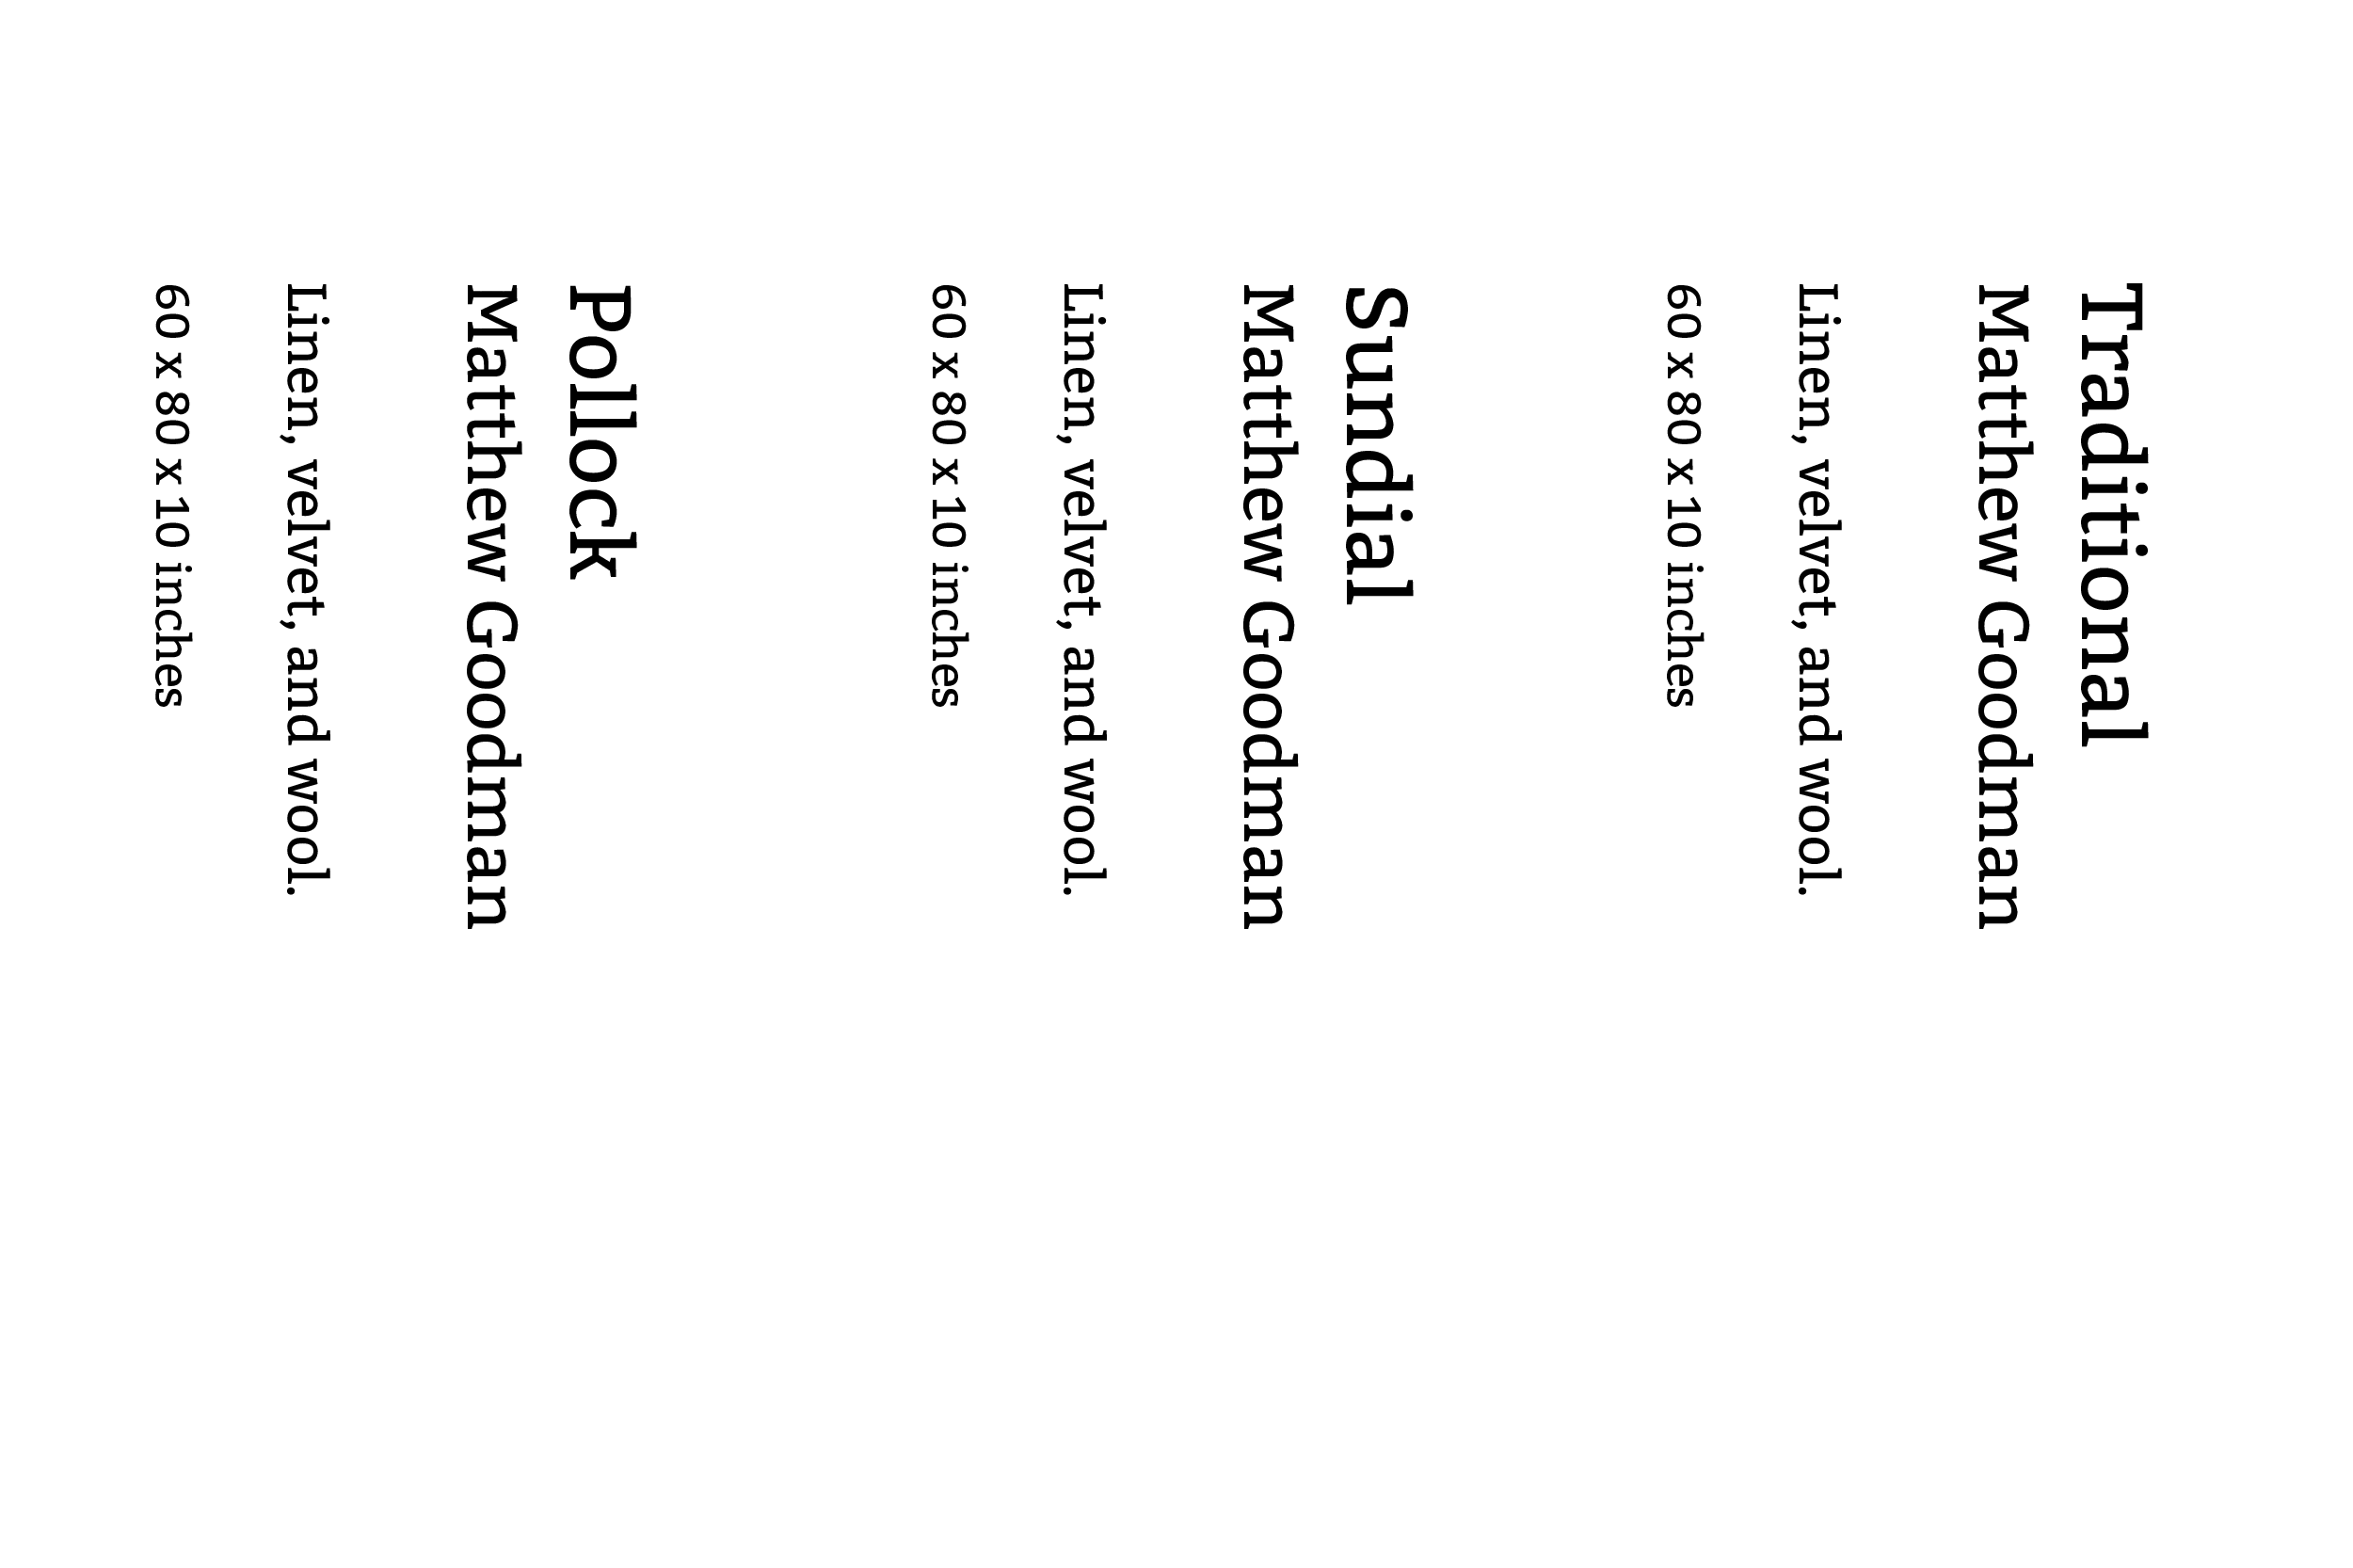 Traditional
Matthew Goodman
Linen, velvet, and wool.
60 x 80 x 10 inches
Sundial
Matthew Goodman
Linen, velvet, and wool.
60 x 80 x 10 inches
Pollock
Matthew Goodman
Linen, velvet, and wool.
60 x 80 x 10 inches